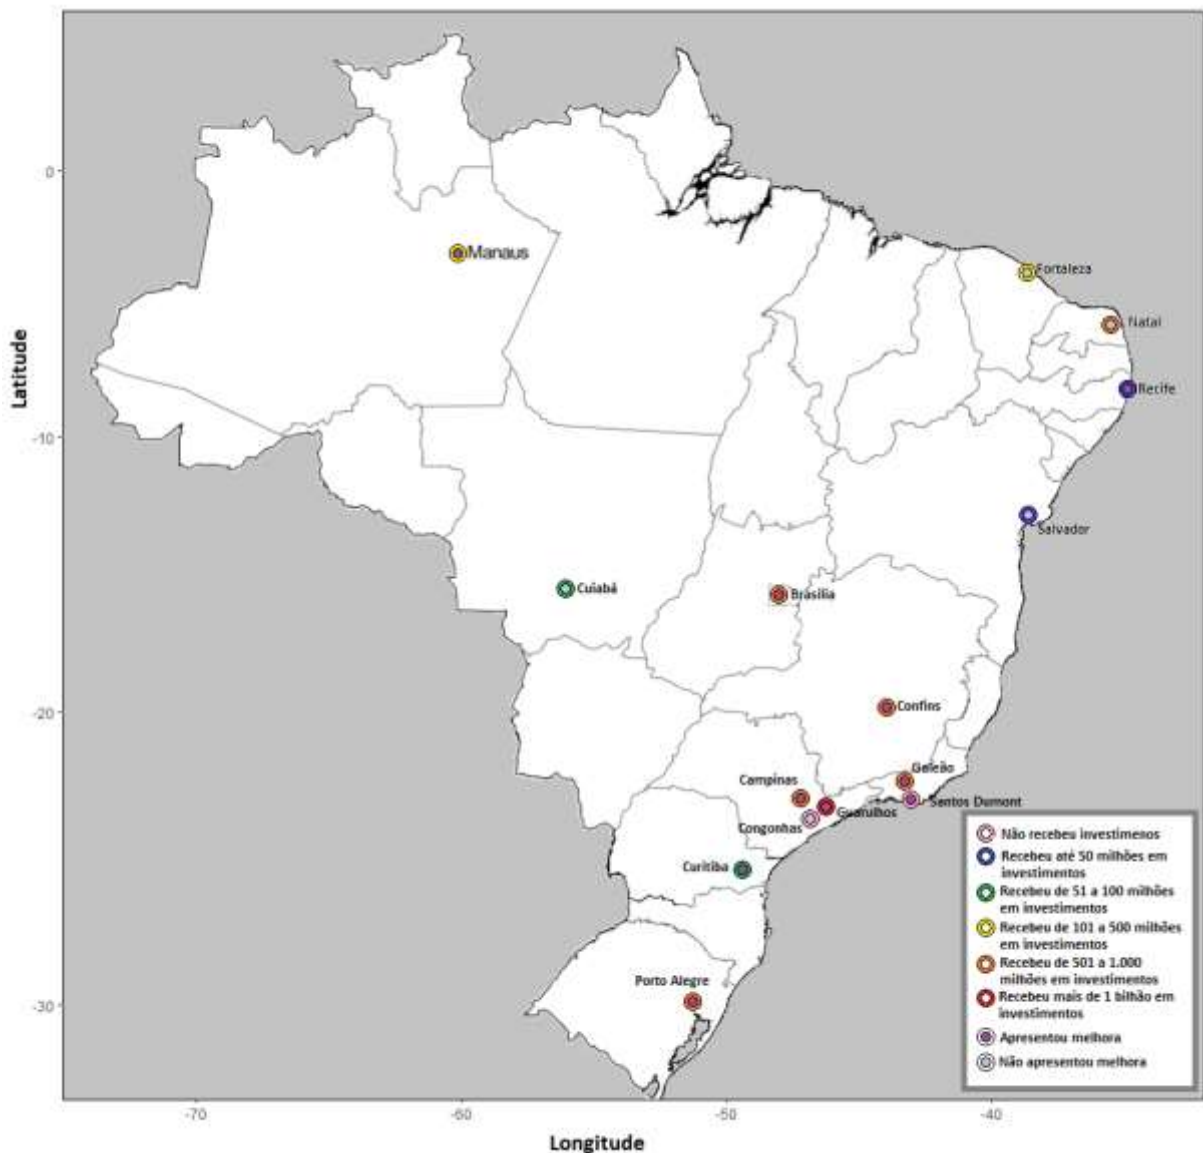 0
Manaus
Fortaleza
Natal
Latitude
Recife
-10
Salvador
Cuiabá
Brasília
-20
Confins
Galeão
Campinas
Santos Dumont
Guarulhos
Congonhas
Curitiba
Não recebeu investimenos
Recebeu até 50 milhões em
investimentos
Recebeu de 51 a 100 milhões
em investimentos
Recebeu de 101 a 500 milhões
em investimentos
Recebeu de 501 a 1.000
milhões em investimentos
Recebeu mais de 1 bilhão em
investimentos
Apresentou melhora
Não apresentou melhora
Porto Alegre
-30
-70
-60
-50
-40
Longitude